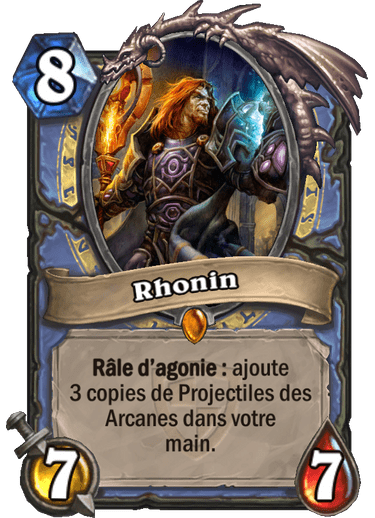 8
Rhonin
Râle d'agonie : ajoute
3 copies de Projectiles des
Arcanes dans votre
main.
7
7